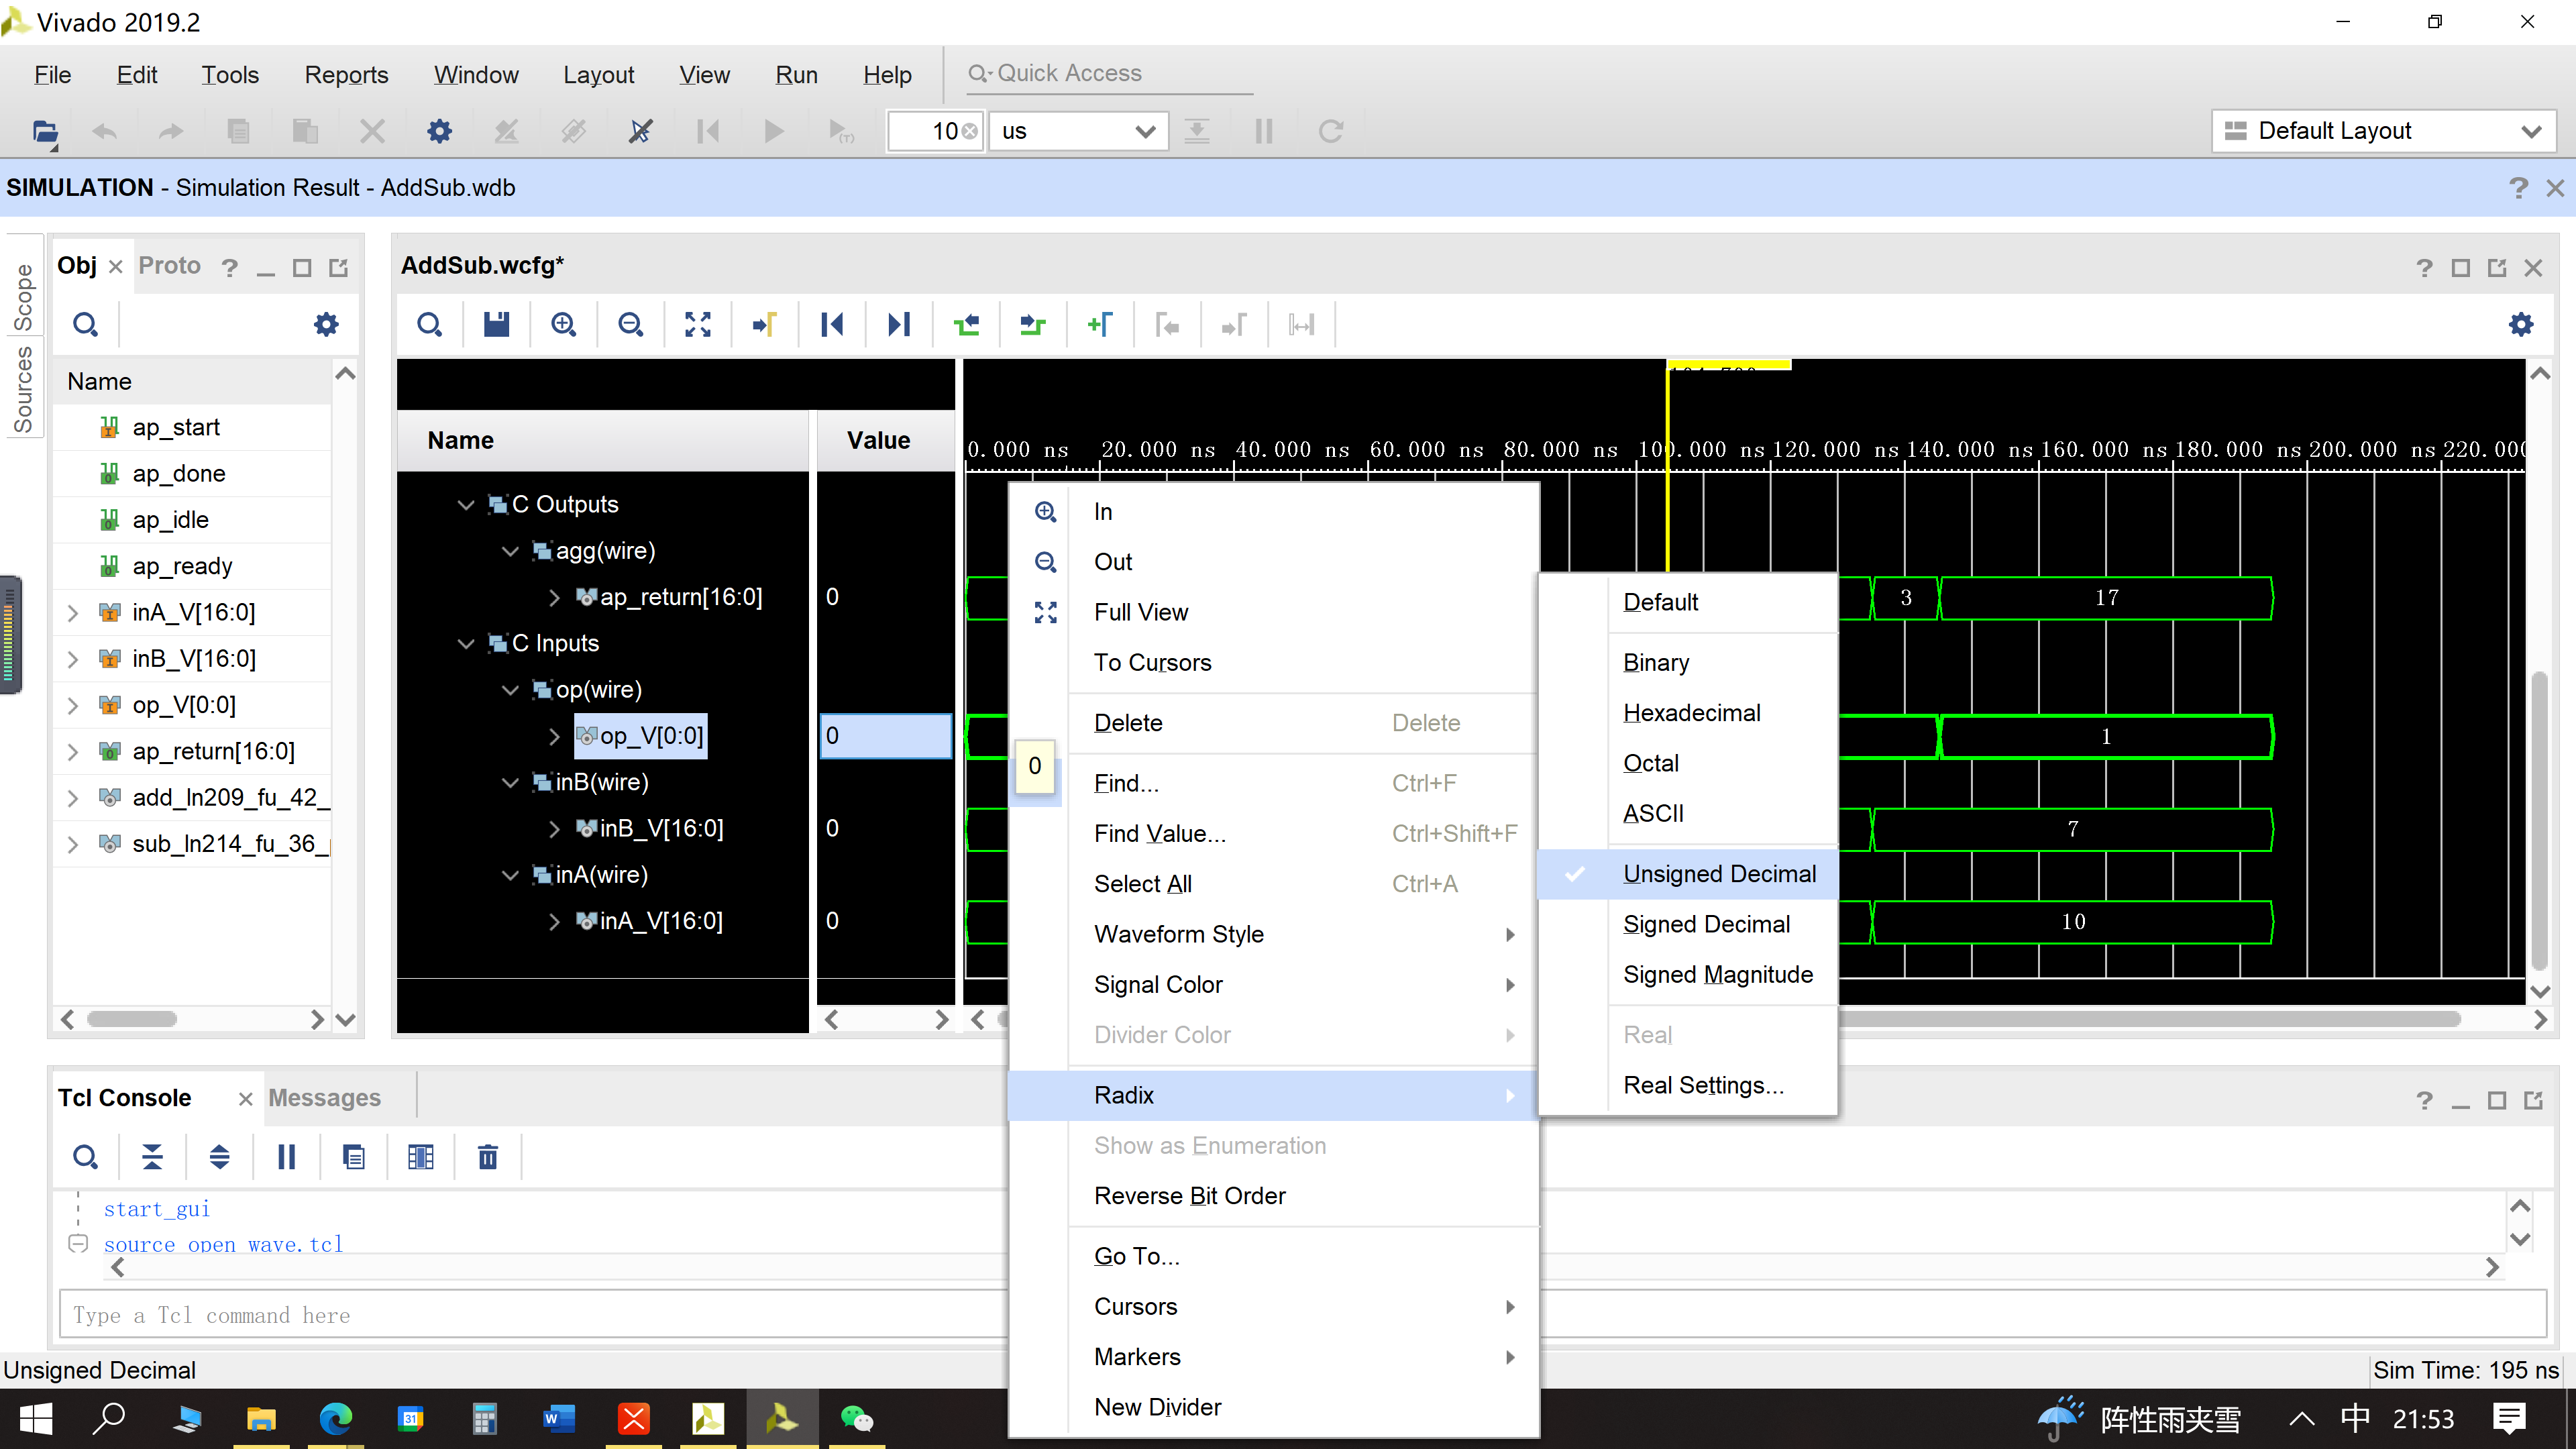 Vivado 2019.2
File Edit Tools Reports Window Layout View Run Help Quick Access
10 us Default Layout
SIMULATION - Simulation Result - AddSub.wdb
Scope
Sources
Obj Proto
Name
ap_start
ap_done
ap_idle
ap_ready
inA_V[16:0]
inB_V[16:0]
op_V[0:0]
ap_return[16:0]
add_ln209_fu_42_
sub_ln214_fu_36_
AddSub.wcfg*
Name Value
0.000 ns 20.000 ns 40.000 ns 60.000 ns 80.000 ns 100.000 ns 120.000 ns 140.000 ns 160.000 ns 180.000 ns 200.000 ns 220.000
C Outputs
agg(wire)
ap_return[16:0] 0 3 17
C Inputs
op(wire)
op_V[0:0] 0 1
inB(wire)
inB_V[16:0] 0 7
inA(wire)
inA_V[16:0] 0 10
0
In
Out
Full View
To Cursors
Delete Delete
Find... Ctrl+F
Find Value... Ctrl+Shift+F
Select All Ctrl+A
Waveform Style
Signal Color
Divider Color
Radix
Show as Enumeration
Reverse Bit Order
Go To...
Cursors
Markers
New Divider
Default
Binary
Hexadecimal
Octal
ASCII
Unsigned Decimal
Signed Decimal
Signed Magnitude
Real
Real Settings...
Tcl Console Messages
start_gui
source open_wave.tcl
Type a Tcl command here
Unsigned Decimal Sim Time: 195 ns
阵性雨夹雪 中 21:53